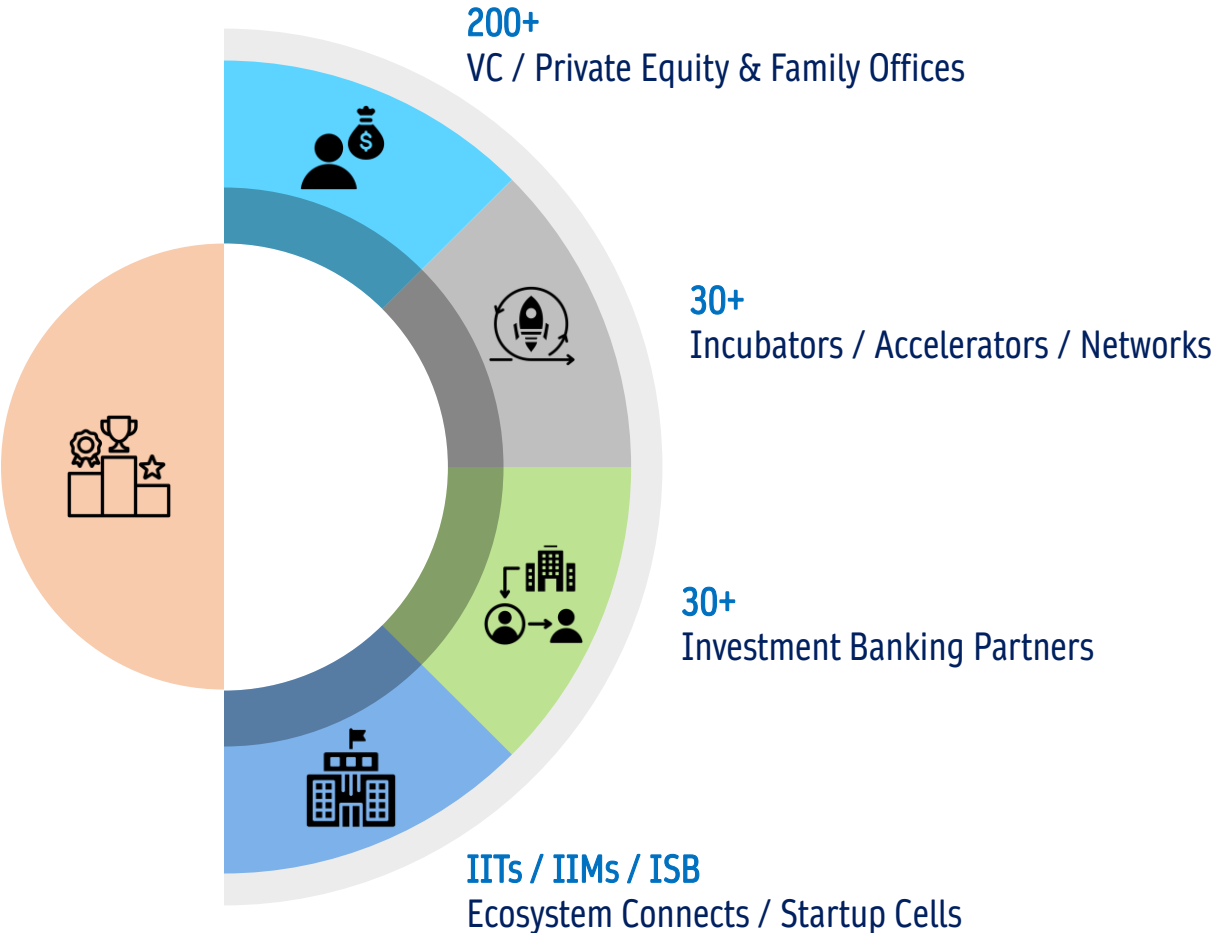 200+
VC / Private Equity & Family Offices
$
30+
Incubators / Accelerators / Networks
30+
Investment Banking Partners
IITs / IIMs / ISB
Ecosystem Connects / Startup Cells